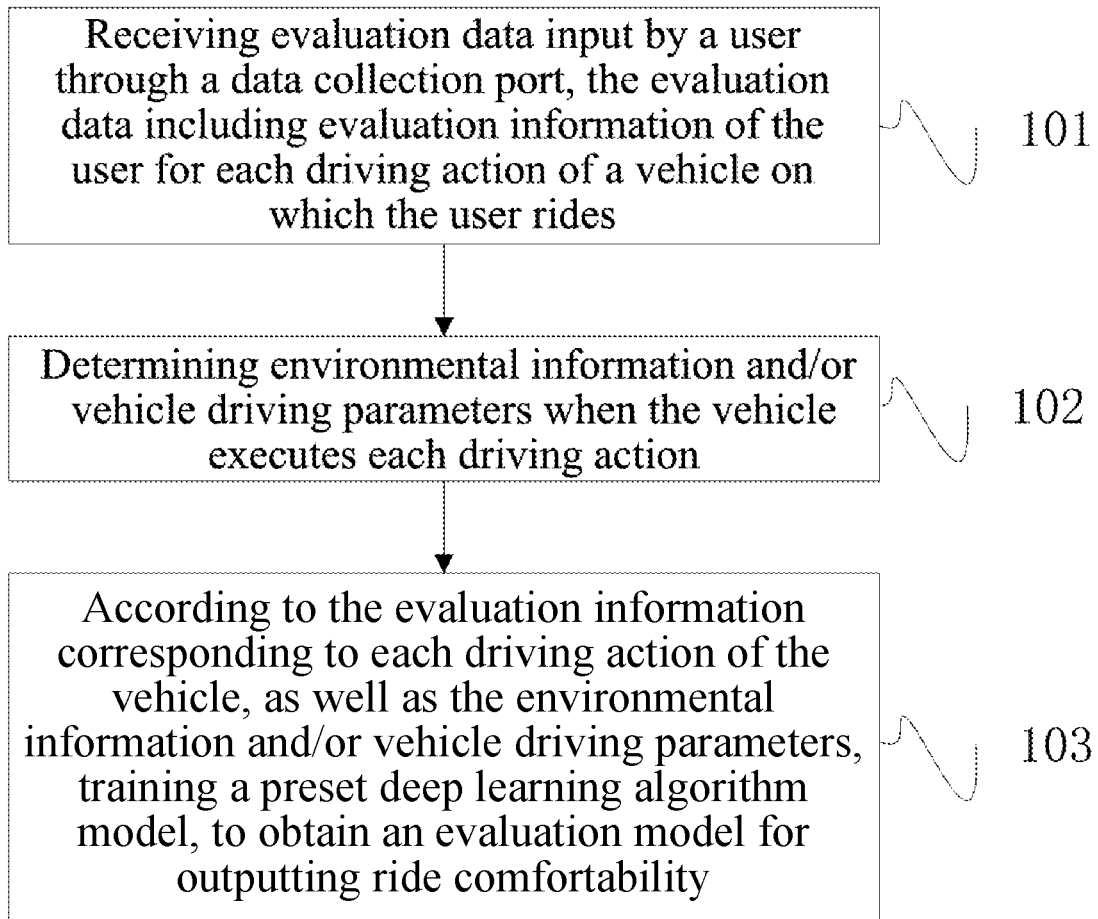 Receiving evaluation data input by a user
through a data collection port, the evaluation
data including evaluation information of the
user for each driving action of a vehicle on
which the user rides
101
Determining environmental information and/or
vehicle driving parameters when the vehicle
executes each driving action
102
According to the evaluation information
corresponding to each driving action of the
vehicle, as well as the environmental
information and/or vehicle driving parameters,
training a preset deep learning algorithm
model, to obtain an evaluation model for
outputting ride comfortability
103